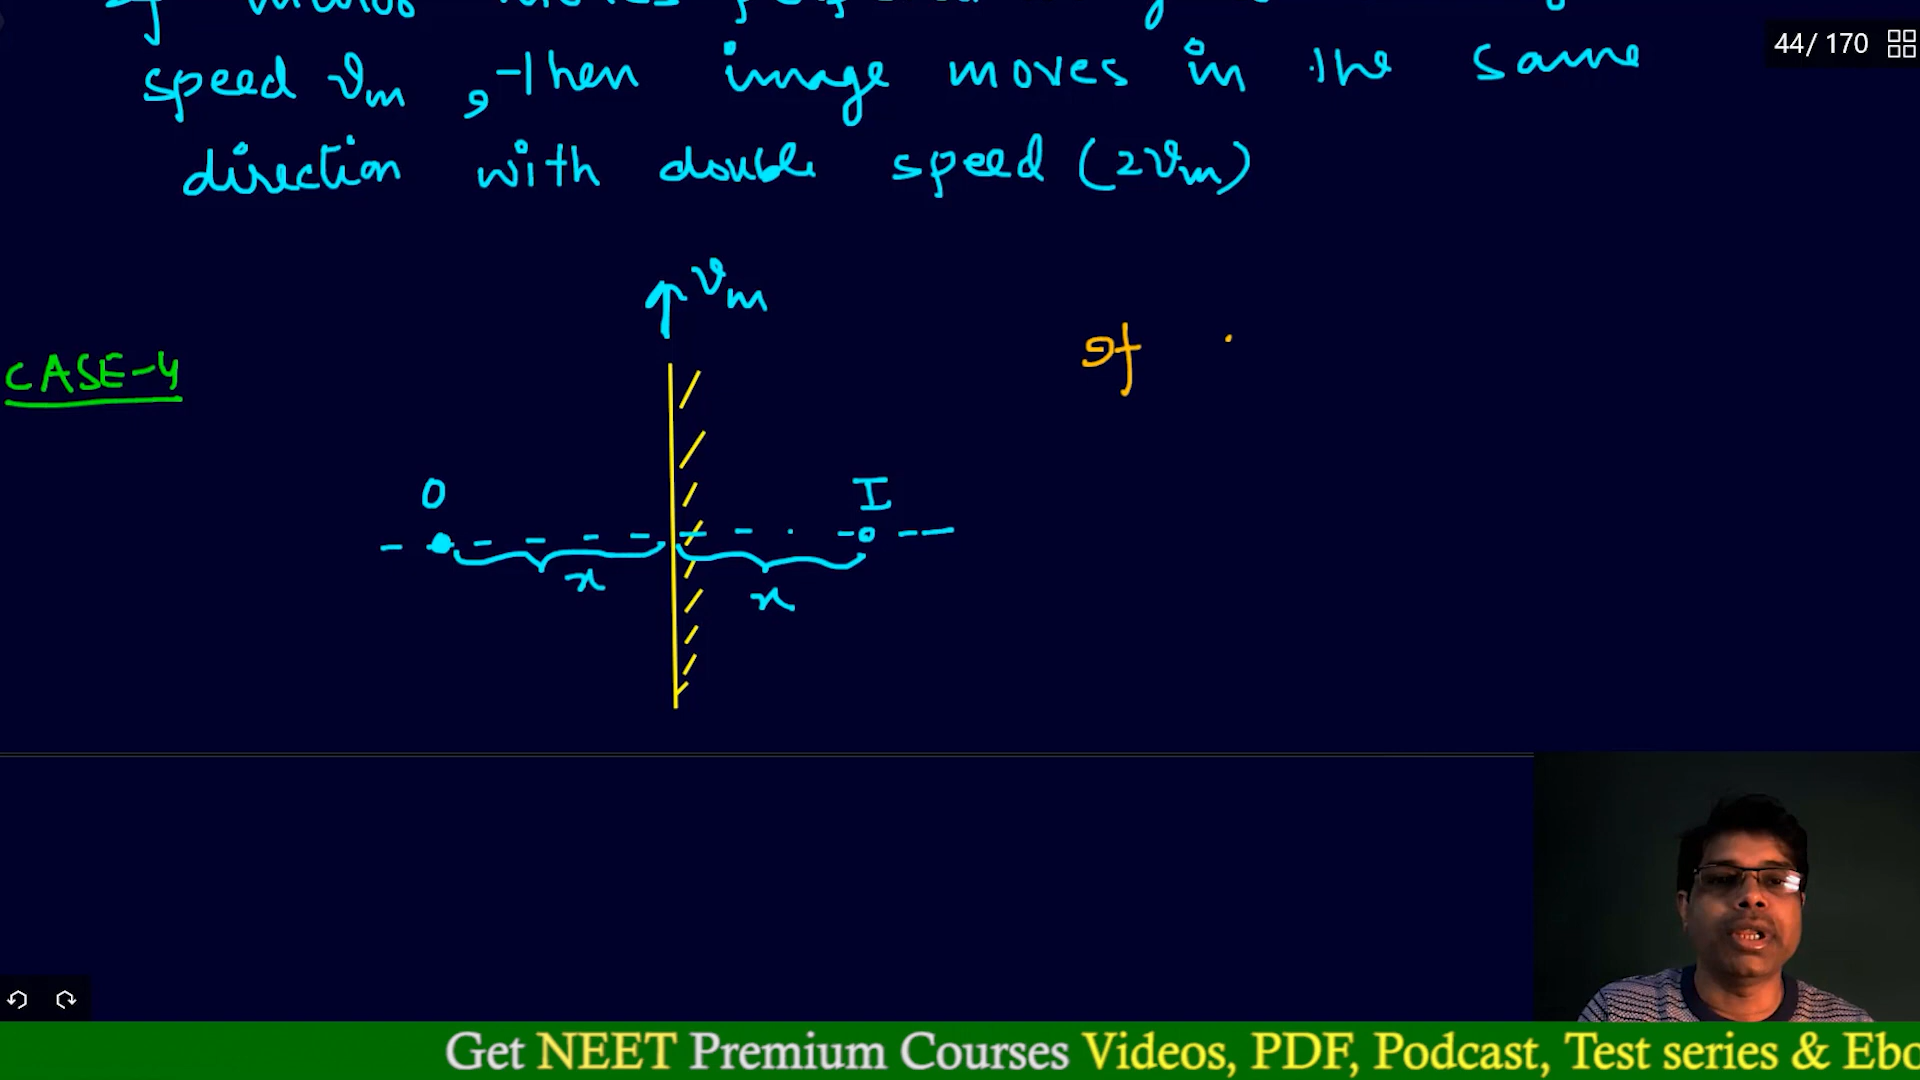 speed vm, then image moves in the same
direction with double speed (2vm)
44/ 170
vm
If
CASE-4
O
I
x
x
Get NEET Premium Courses Videos, PDF, Podcast, Test series & Ebo